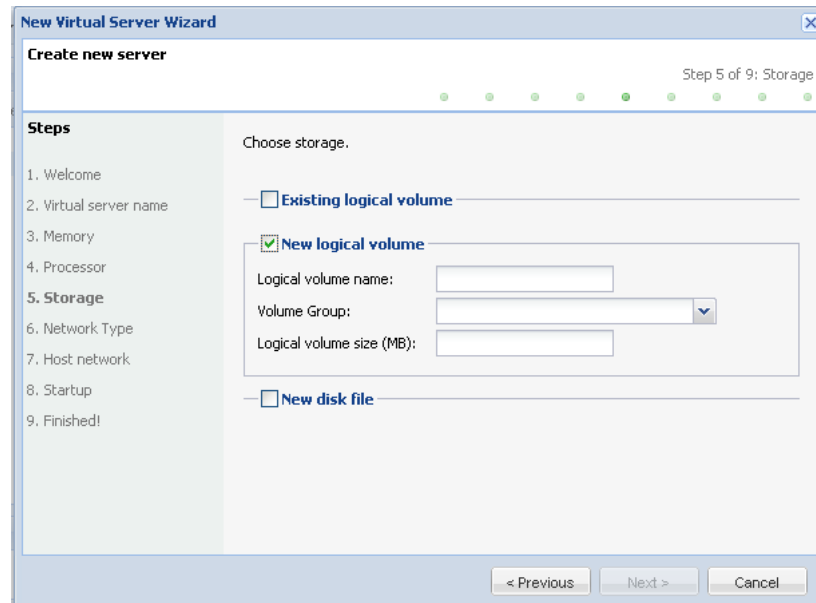 New Virtual Server Wizard
Create new server
Step 5 of 9: Storage
Steps
1. Welcome
2. Virtual server name
3. Memory
4. Processor
5. Storage
6. Network Type
7. Host network
8. Startup
9. Finished!
Choose storage.
Existing logical volume
New logical volume
Logical volume name:
Volume Group:
Logical volume size (MB):
New disk file
< Previous
Next >
Cancel